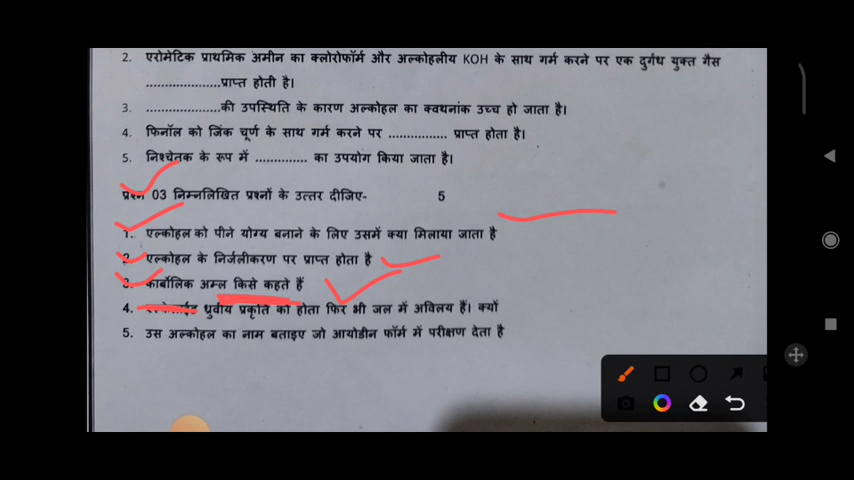 2. एरोमेटिक प्राथमिक अमीन का क्लोरोफॉर्म और अल्कोहलीय KOH के साथ गर्म करने पर एक दुर्गंध युक्त गैस
....................प्राप्त होती है।
3. ....................की उपस्थिति के कारण अल्कोहल का क्वथनांक उच्च हो जाता है।
4. फिनॉल को जिंक चूर्ण के साथ गर्म करने पर ................ प्राप्त होता है।
5. निश्चेतक के रूप में .............. का उपयोग किया जाता है।
प्रश्न 03 निम्नलिखित प्रश्नों के उत्तर दीजिए- 5
1. एल्कोहल को पीने योग्य बनाने के लिए उसमें क्या मिलाया जाता है
2. एल्कोहल के निर्जलीकरण पर प्राप्त होता है
3. कार्बोलिक अम्ल किसे कहते हैं
4. ध्रुवीय प्रकृति का होता फिर भी जल में अविलय हैं। क्यों
5. उस अल्कोहल का नाम बताइए जो आयोडीन फॉर्म में परीक्षण देता है